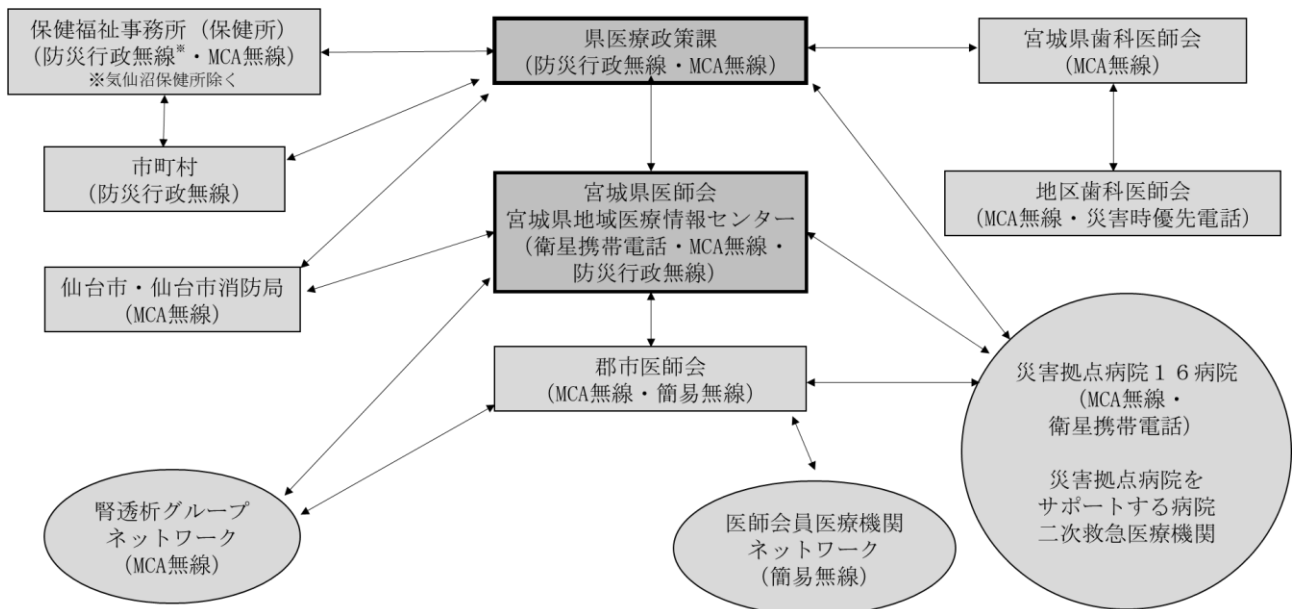 保健福祉事務所（保健所）
（防災行政無線※・MCA無線）
※気仙沼保健所除く
県医療政策課
（防災行政無線・MCA無線）
宮城県歯科医師会
（MCA無線）
市町村
（防災行政無線）
宮城県医師会
宮城県地域医療情報センター
（衛星携帯電話・MCA無線・
防災行政無線）
地区歯科医師会
（MCA無線・災害時優先電話）
仙台市・仙台市消防局
（MCA無線）
郡市医師会
（MCA無線・簡易無線）
災害拠点病院１６病院
（MCA無線・
衛星携帯電話）
災害拠点病院を
サポートする病院
二次救急医療機関
腎透析グループ
ネットワーク
（MCA無線）
医師会員医療機関
ネットワーク
（簡易無線）